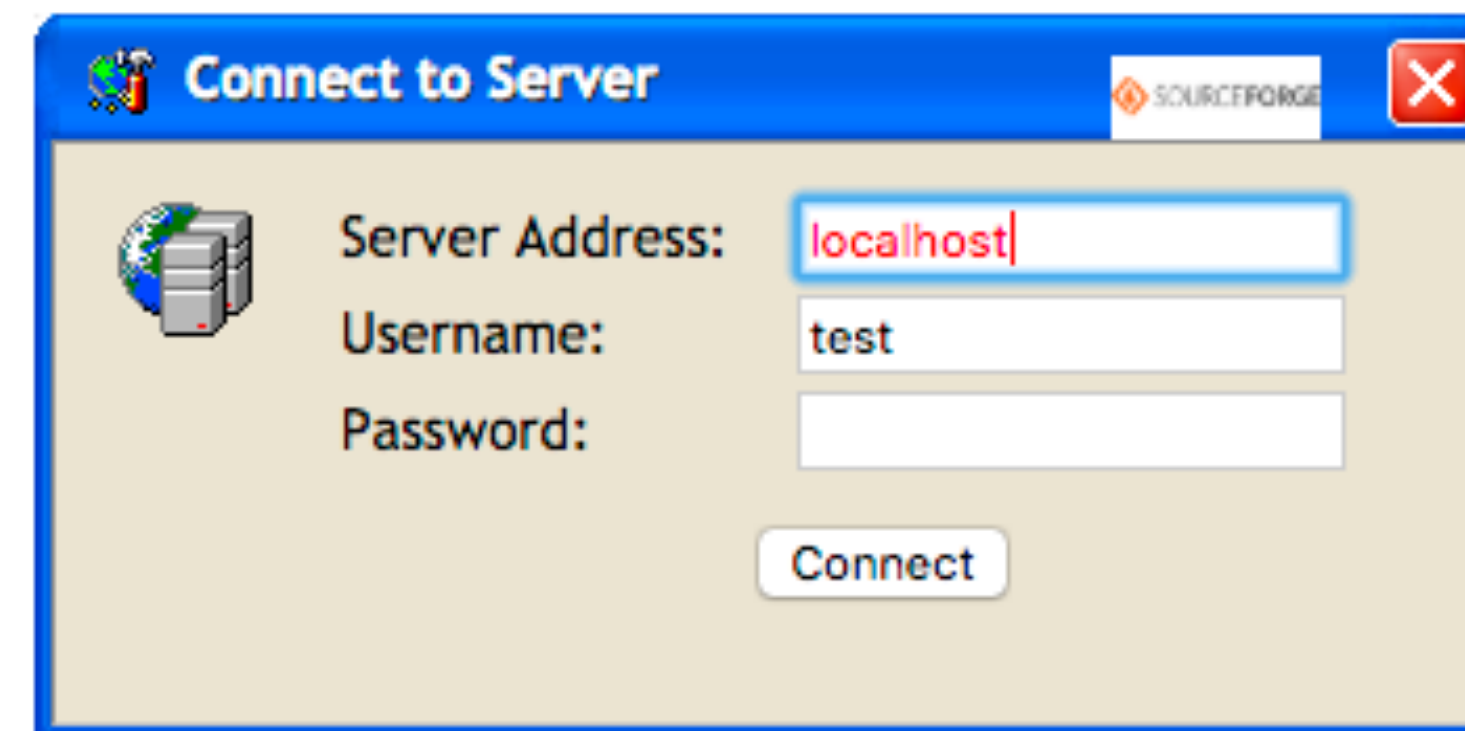 Connect to Server
SOURCEFORGE
Server Address: localhost
Username: test
Password:
Connect